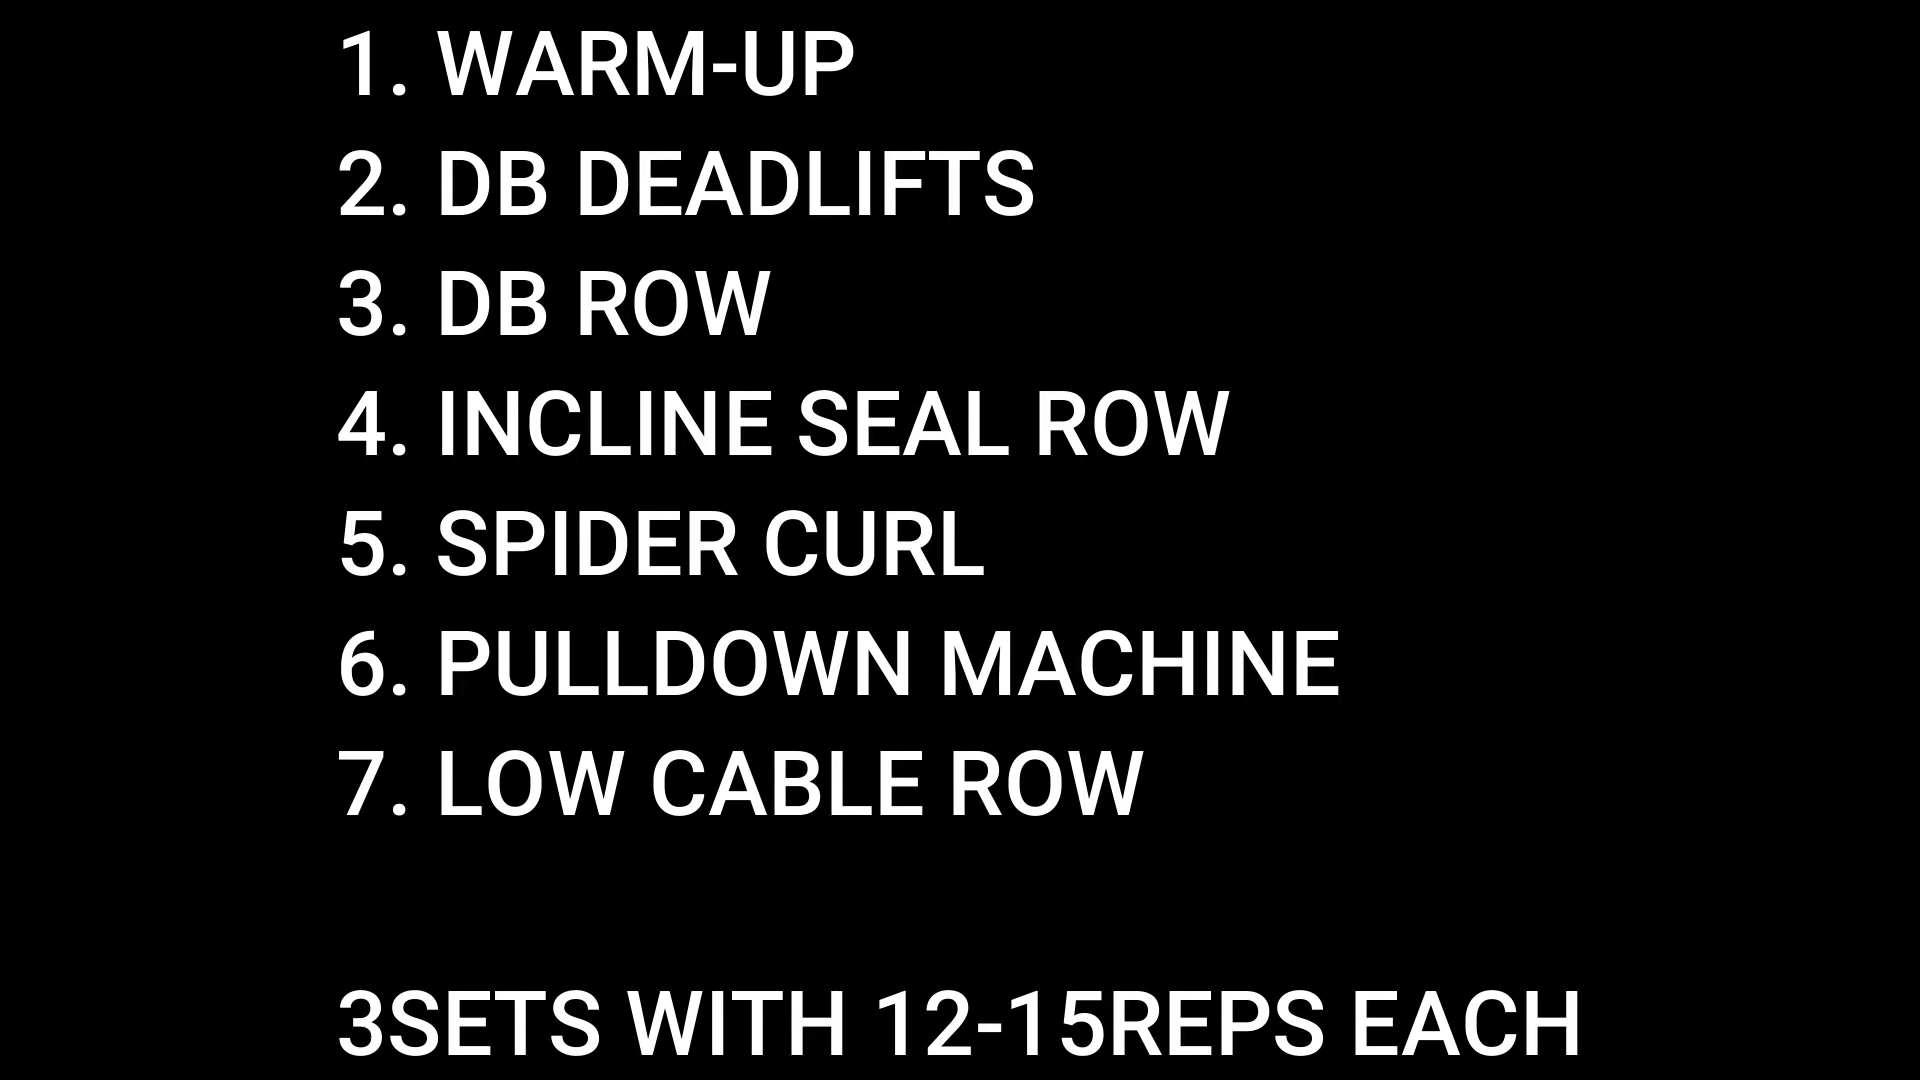 1. WARM-UP
2. DB DEADLIFTS
3. DB ROW
4. INCLINE SEAL ROW
5. SPIDER CURL
6. PULLDOWN MACHINE
7. LOW CABLE ROW
3SETS WITH 12-15REPS EACH